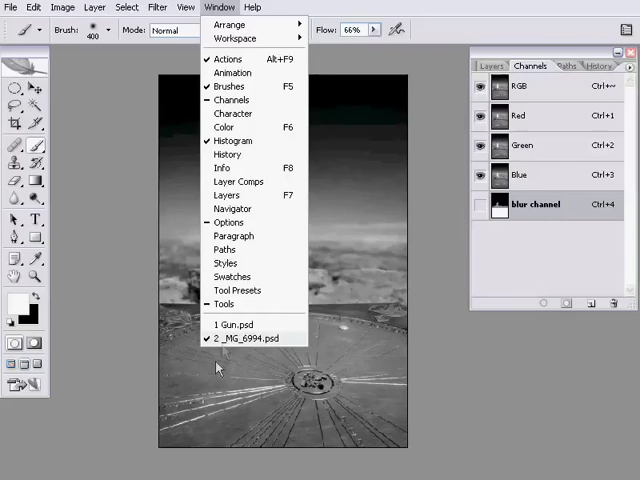 File Edit Image Layer Select Filter View Window Help
Brush: 400 Mode: Normal Flow: 66%
Arrange
Workspace
Actions Alt+F9
Animation
Brushes F5
Channels
Character
Color F6
Histogram
History
Info F8
Layer Comps
Layers F7
Navigator
Options
Paragraph
Paths
Styles
Swatches
Tool Presets
Tools
1 Gun.psd
2 _MG_6994.psd
Layers Channels Paths History
RGB Ctrl+~
Red Ctrl+1
Green Ctrl+2
Blue Ctrl+3
blur channel Ctrl+4